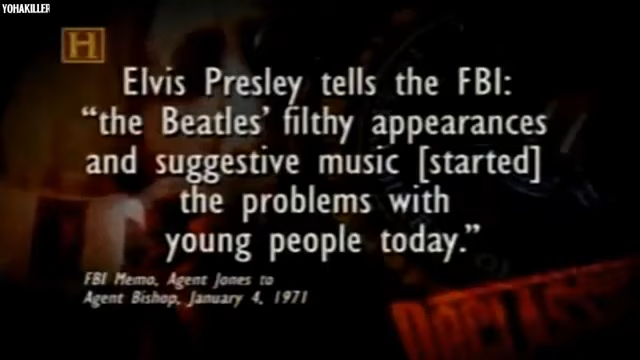 YOHAKILLER
H
Elvis Presley tells the FBI:
“the Beatles’ filthy appearances
and suggestive music [started]
the problems with
young people today.”
FBI Memo, Agent Jones to
Agent Bishop, January 4, 1971